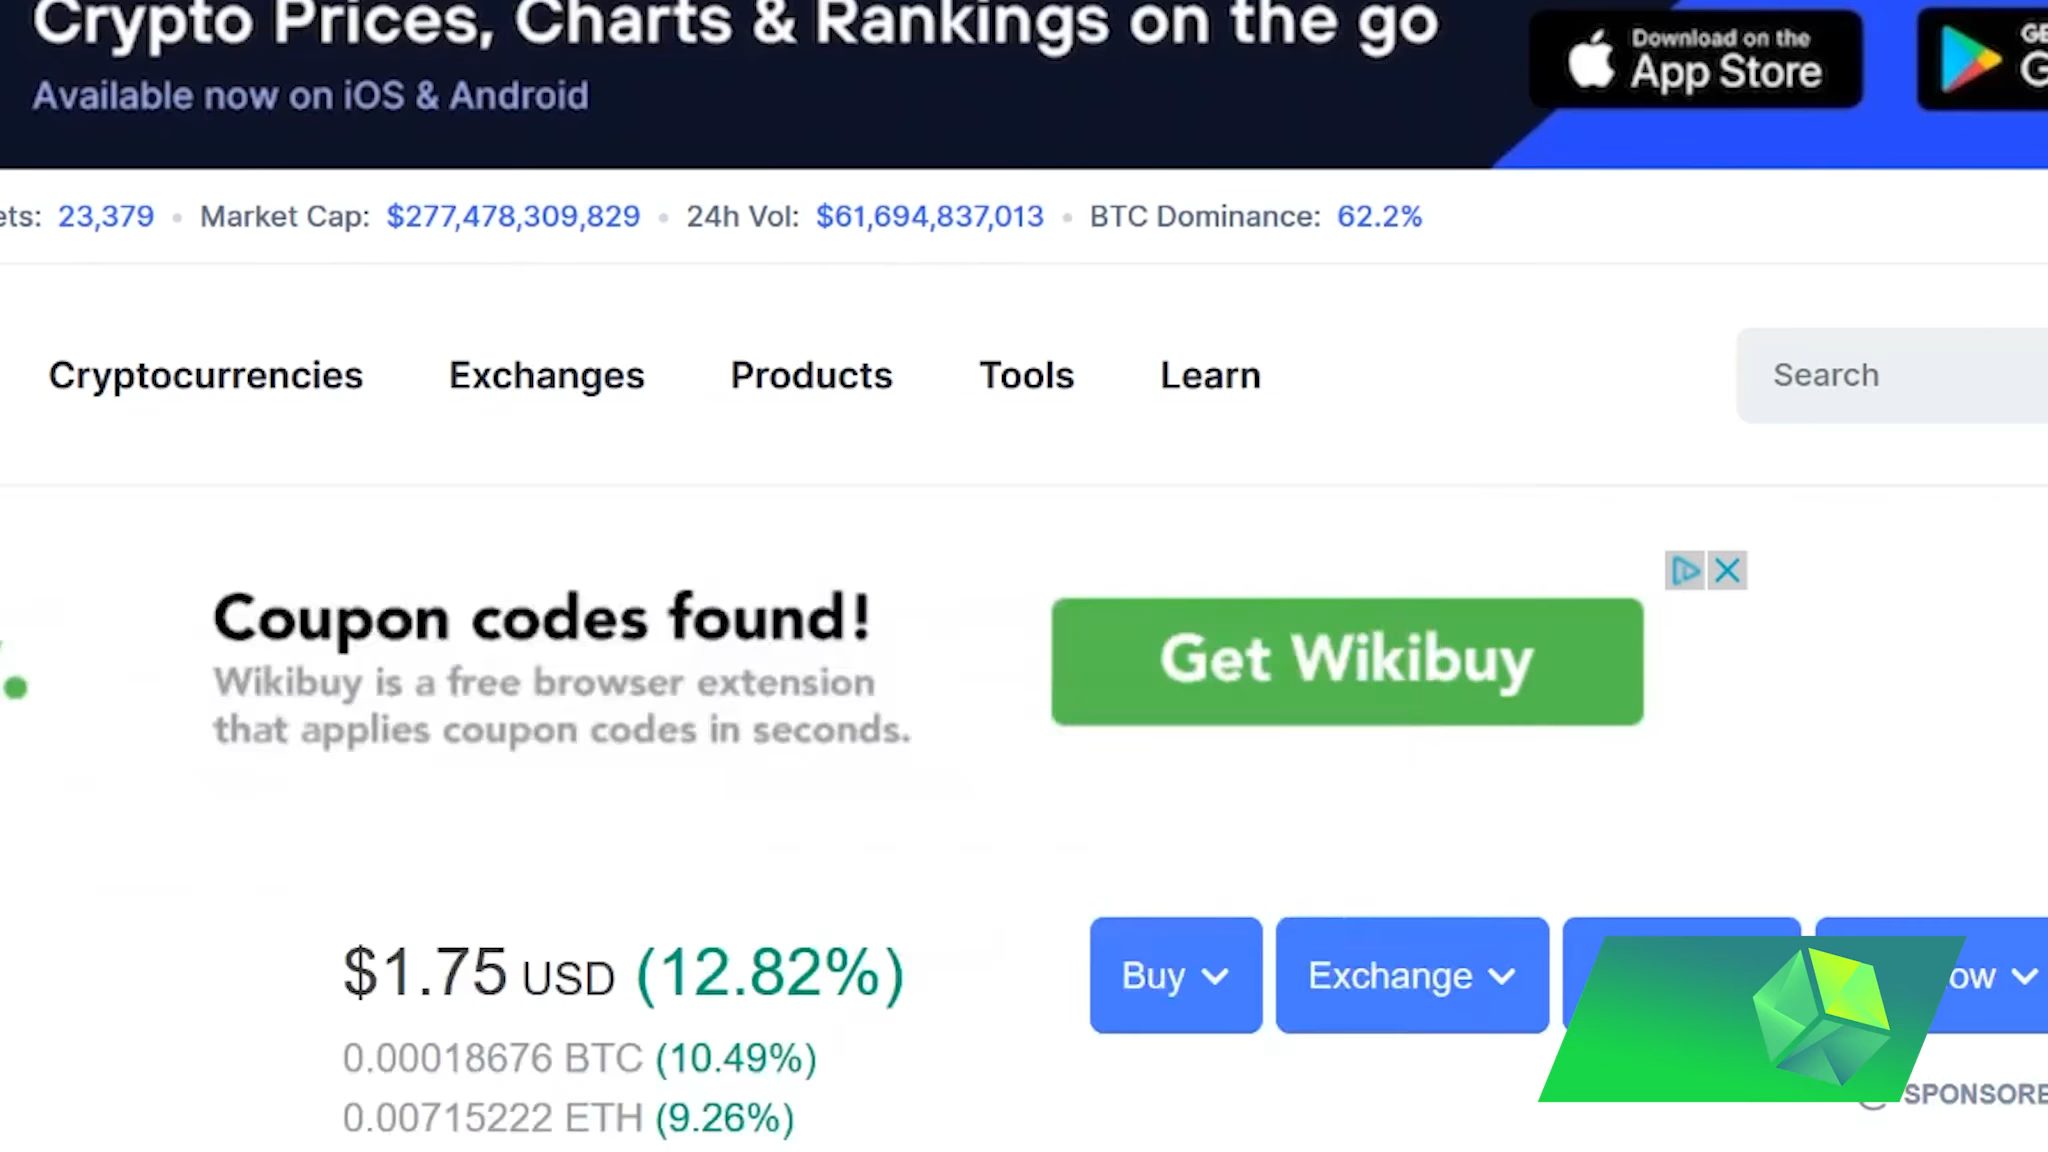 Crypto Prices, Charts & Rankings on the go
Available now on iOS & Android
Download on the
App Store
ets: 23,379 • Market Cap: $277,478,309,829 • 24h Vol: $61,694,837,013 • BTC Dominance: 62.2%
Cryptocurrencies Exchanges Products Tools Learn Search
Coupon codes found!
Wikibuy is a free browser extension
that applies coupon codes in seconds.
Get Wikibuy
$1.75 USD (12.82%)
0.00018676 BTC (10.49%)
0.00715222 ETH (9.26%)
Buy Exchange ow
SPONSORE